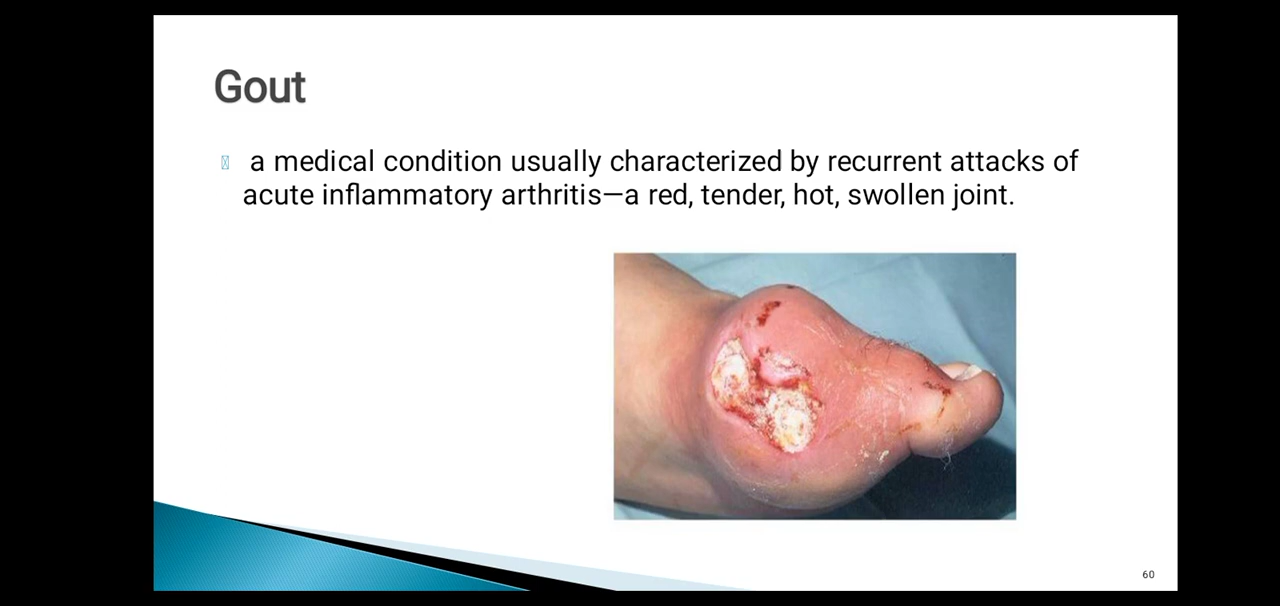 Gout
a medical condition usually characterized by recurrent attacks of
acute inflammatory arthritis—a red, tender, hot, swollen joint.
60